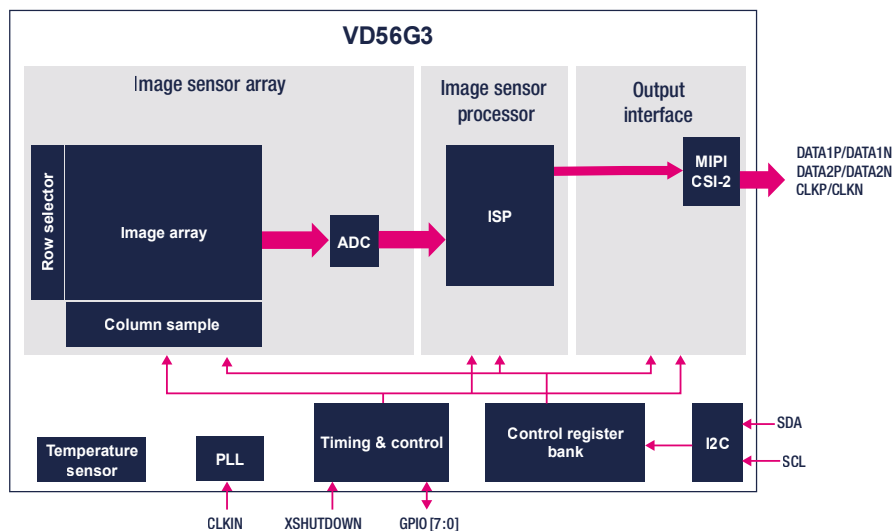 VD56G3
Image sensor array
Image sensor
processor
Output
interface
Row selector
Image array
Column sample
ADC
ISP
MIPI
CSI-2
DATA1P/DATA1N
DATA2P/DATA2N
CLKP/CLKN
Temperature
sensor
PLL
Timing & control
Control register
bank
I2C
SDA
SCL
CLKIN
XSHUTDOWN
GPIO [7:0]